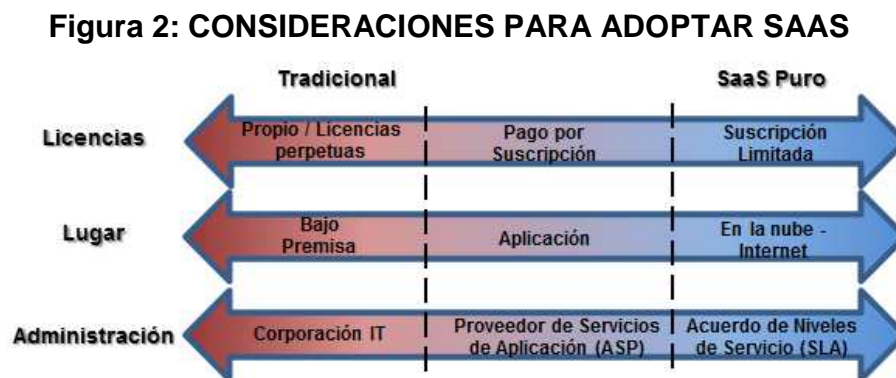 Figura 2: CONSIDERACIONES PARA ADOPTAR SAAS
Tradicional
SaaS Puro
Licencias
Propio / Licencias
perpetuas
Pago por
Suscripción
Suscripción
Limitada
Lugar
Bajo
Premisa
Aplicación
En la nube -
Internet
Administración
Corporación IT
Proveedor de Servicios
de Aplicación (ASP)
Acuerdo de Niveles
de Servicio (SLA)